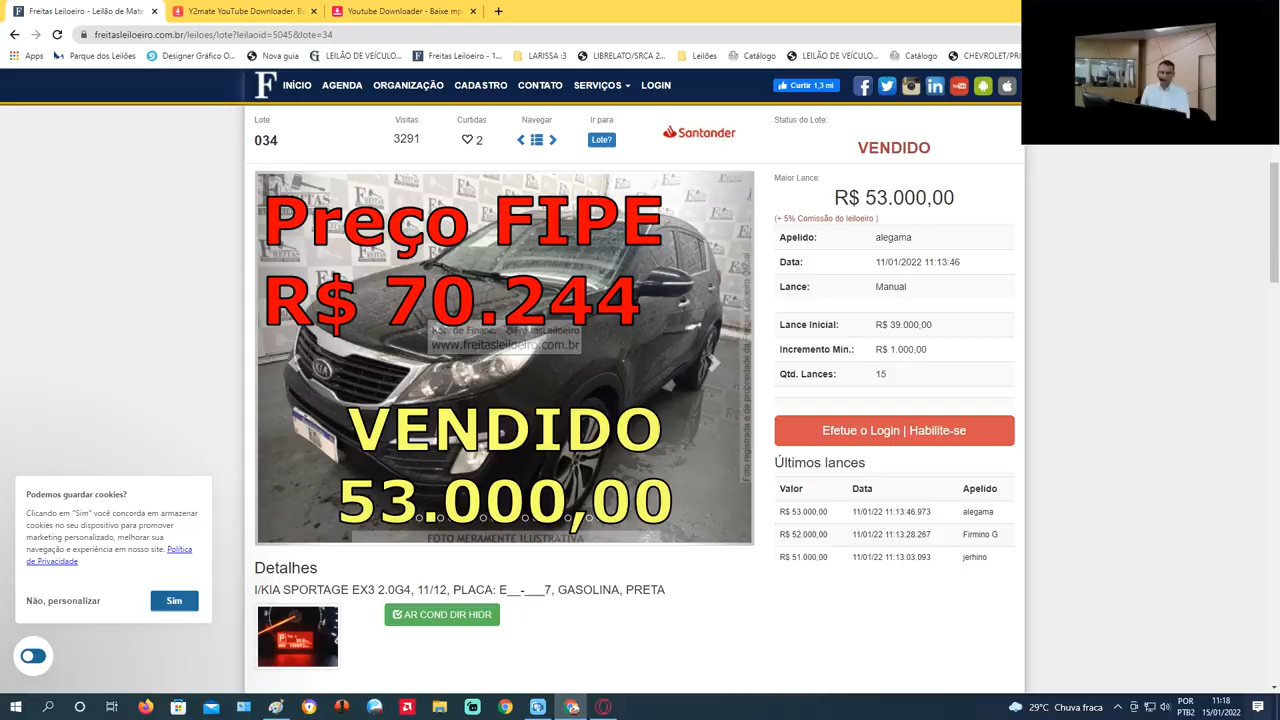 Freitas Leiloeiro - Leilão de Mate
Y2mate YouTube Downloader. B
Youtube Downloader - Baixe mp
freitasleiloeiro.com.br/leiloes/lote?leilaoid=5045&lote=34
Apps
Parque dos Leilões
Designer Gráfico O...
Nova guia
LEILÃO DE VEÍCULO...
Freitas Leiloeiro - 1...
LARISSA :3
LIBRELATO/SRCA 2...
Leilões
Catálogo
LEILÃO DE VEÍCULO...
Catálogo
CHEVROLET/PRI
INÍCIO
AGENDA
ORGANIZAÇÃO
CADASTRO
CONTATO
SERVIÇOS
LOGIN
Curtir 1,3 mi
Lote
034
Visitas
3291
Curtidas
2
Navegar
Ir para
Lote?
Santander
Status do Lote:
VENDIDO
Maior Lance:
R$ 53.000,00
(+ 5% Comissão do leiloeiro )
Apelido: alegama
Data: 11/01/2022 11:13:46
Lance: Manual
Lance Inicial: R$ 39.000,00
Incremento Min.: R$ 1.000,00
Qtd. Lances: 15
Efetue o Login | Habilite-se
Últimos lances
Valor Data Apelido
R$ 53.000,00 11/01/22 11:13:46.973 alegama
R$ 52.000,00 11/01/22 11:13:28.267 Firmino G
R$ 51.000,00 11/01/22 11:13:03.093 jerhino
Preço FIPE
R$ 70.244
Rec. de Financ. @FreitasLeiloeiro
www.freitasleiloeiro.com.br
VENDIDO
53.000,00
FOTO MERAMENTE ILUSTRATIVA
Detalhes
I/KIA SPORTAGE EX3 2.0G4, 11/12, PLACA: E__-___7, GASOLINA, PRETA
AR COND DIR HIDR
Podemos guardar cookies?
Clicando em "Sim" você concorda em armazenar
cookies no seu dispositivo para promover
marketing personalizado, melhorar sua
navegação e experiência em nosso site. Política
de Privacidade
Não, personalizar
Sim
29°C Chuva fraca
POR
PTB2
11:18
15/01/2022